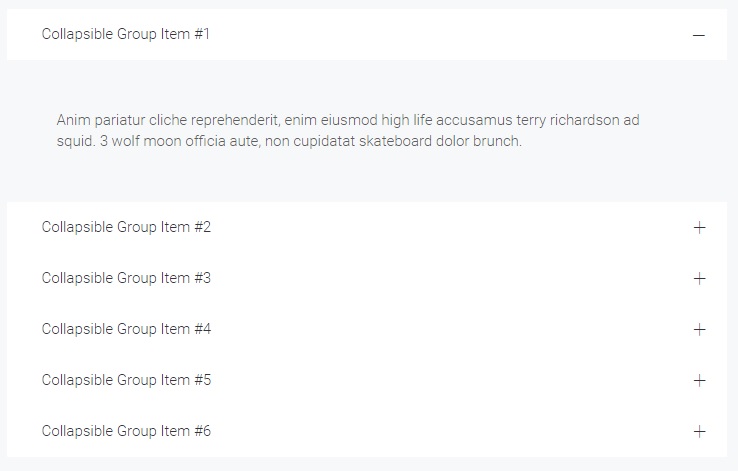 Collapsible Group Item #1
Anim pariatur cliche reprehenderit, enim eiusmod high life accusamus terry richardson ad
squid. 3 wolf moon officia aute, non cupidatat skateboard dolor brunch.
Collapsible Group Item #2
Collapsible Group Item #3
Collapsible Group Item #4
Collapsible Group Item #5
Collapsible Group Item #6